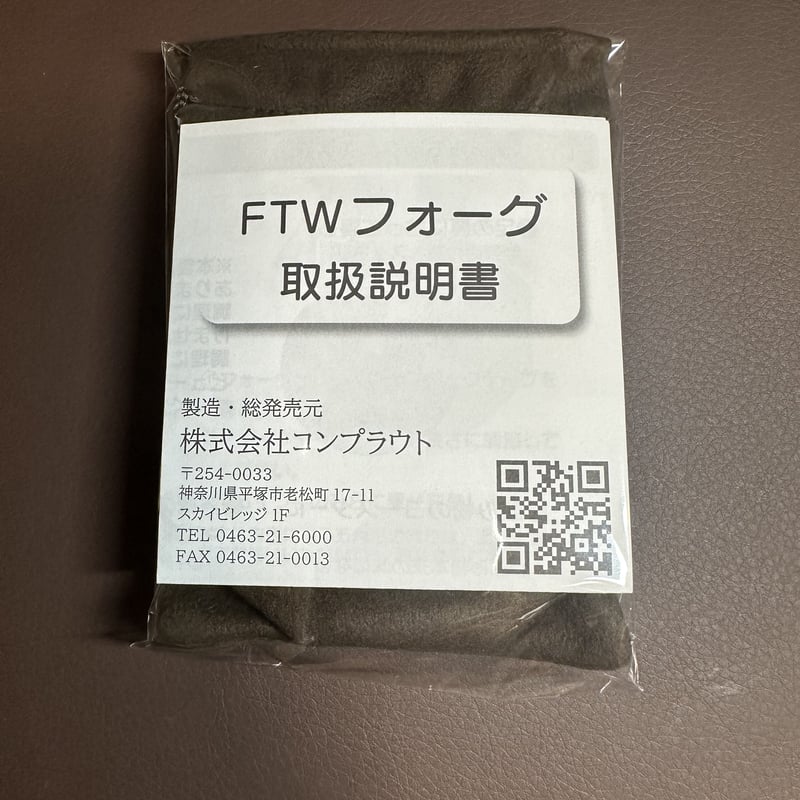 FTWフォーグ
取扱説明書
製造・総発売元
株式会社コンプラウト
〒254-0033
神奈川県平塚市老松町 17-11
スカイビレッジ 1F
TEL 0463-21-6000
FAX 0463-21-0013